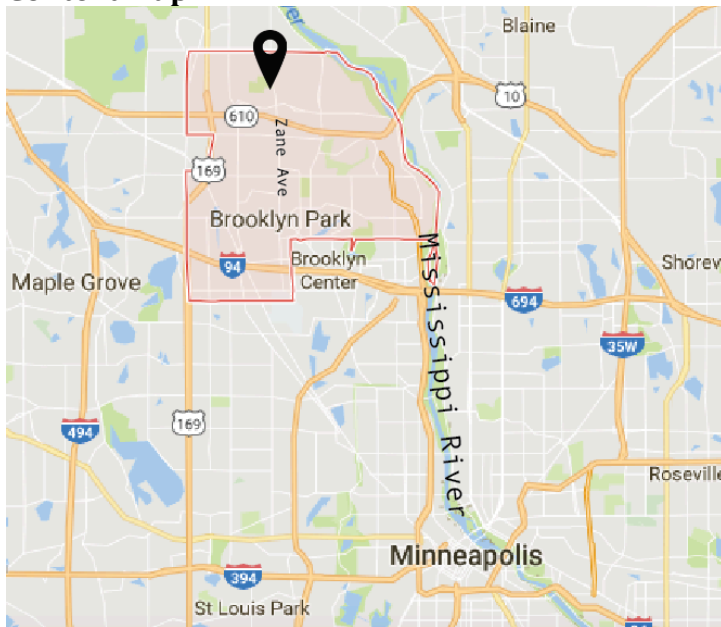 Blaine
10
610
Zane Ave
169
Brooklyn Park
Mississippi River
94
Brooklyn
Center
Shorev
Maple Grove
694
35W
169
494
Roseville
Minneapolis
394
St Louis Park